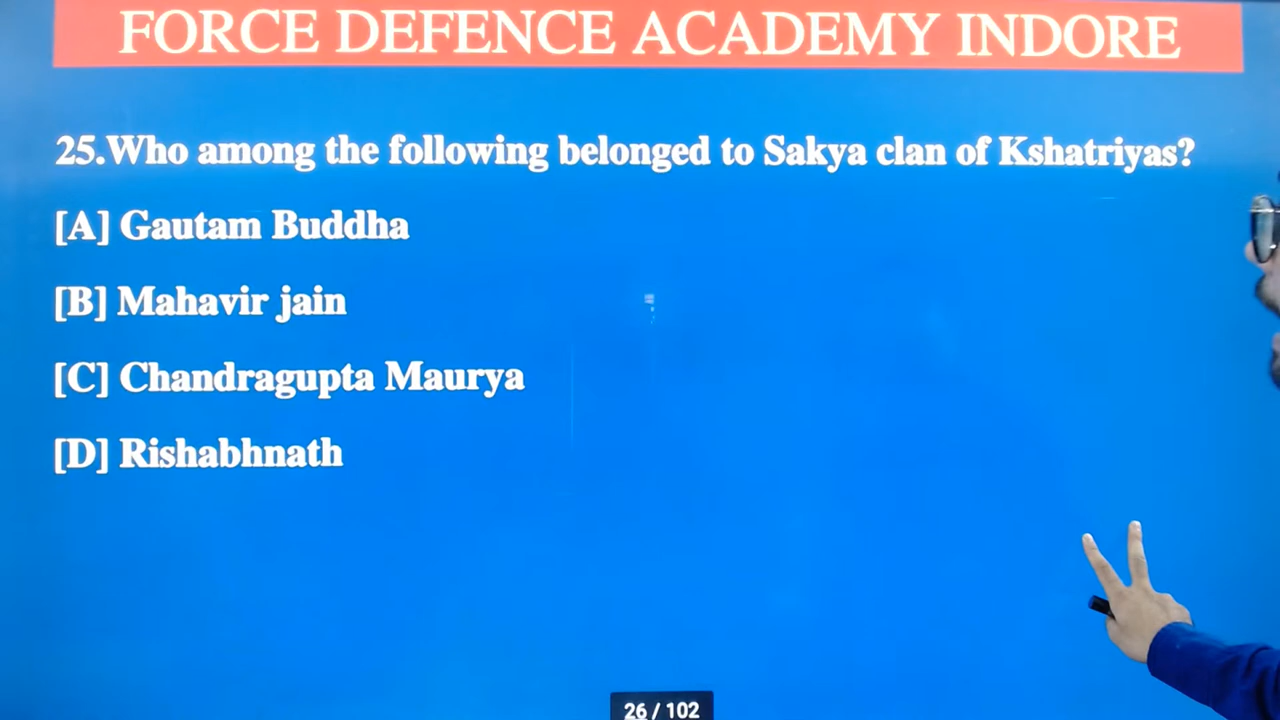 FORCE DEFENCE ACADEMY INDORE
25.Who among the following belonged to Sakya clan of Kshatriyas?
[A] Gautam Buddha
[B] Mahavir jain
[C] Chandragupta Maurya
[D] Rishabhnath
26 / 102